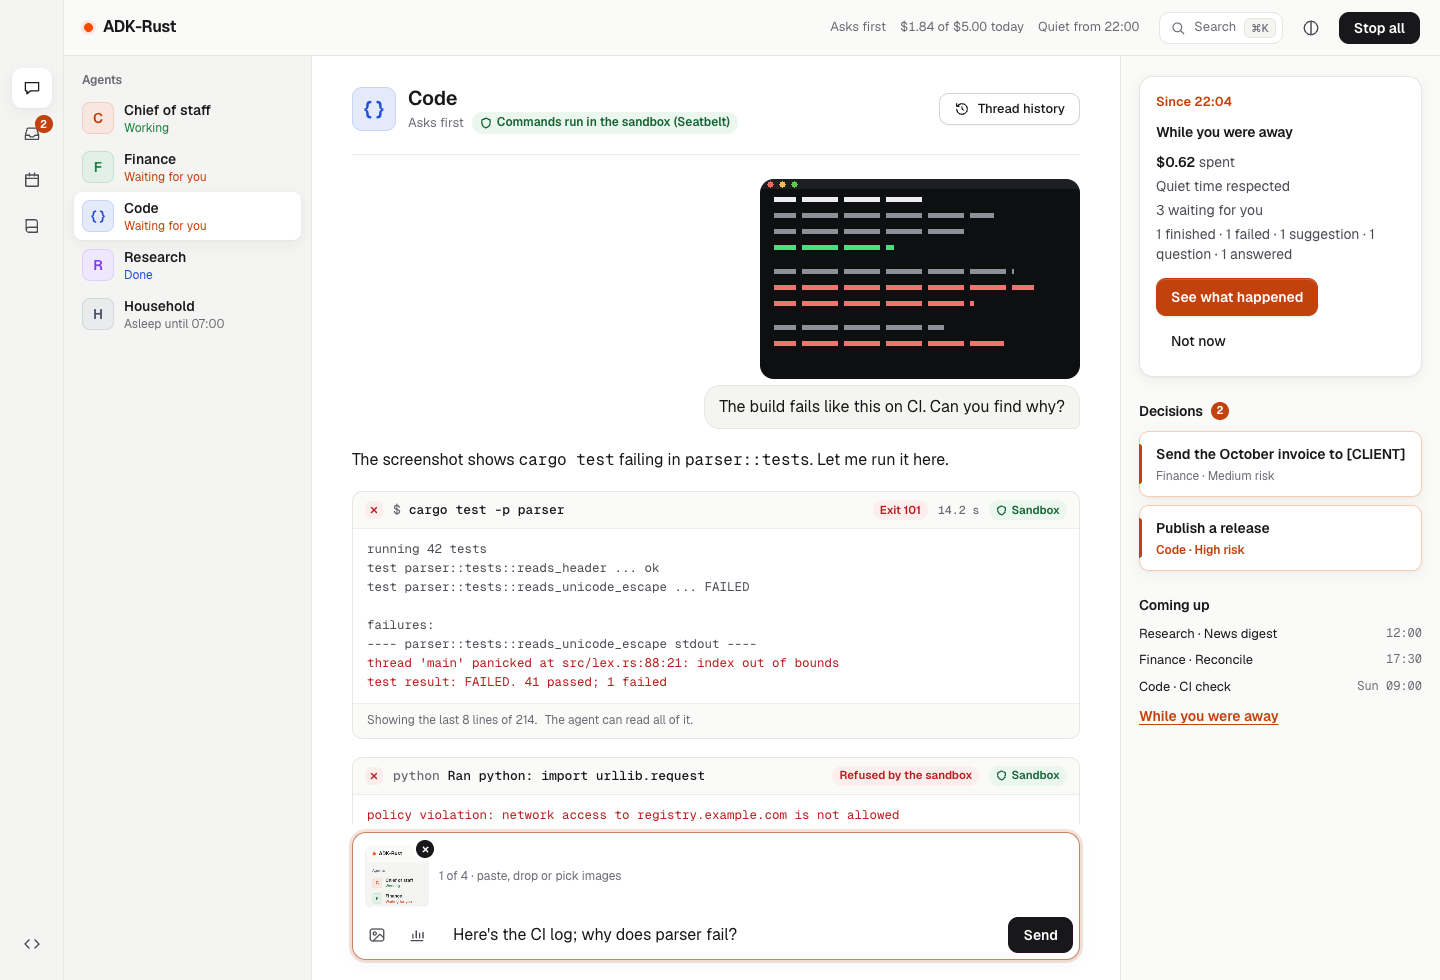 ADK-Rust
Asks first
$1.84 of $5.00 today
Quiet from 22:00
Search ⌘K
Stop all
2
Agents
C
Chief of staff
Working
F
Finance
Waiting for you
{}
Code
Waiting for you
R
Research
Done
H
Household
Asleep until 07:00
{}
Code
Asks first
Commands run in the sandbox (Seatbelt)
Thread history
The build fails like this on CI. Can you find why?
The screenshot shows cargo test failing in parser::tests. Let me run it here.
$ cargo test -p parser
Exit 101
14.2 s
Sandbox
running 42 tests
test parser::tests::reads_header ... ok
test parser::tests::reads_unicode_escape ... FAILED
failures:
---- parser::tests::reads_unicode_escape stdout ----
thread 'main' panicked at src/lex.rs:88:21: index out of bounds
test result: FAILED. 41 passed; 1 failed
Showing the last 8 lines of 214. The agent can read all of it.
python Ran python: import urllib.request
Refused by the sandbox
Sandbox
policy violation: network access to registry.example.com is not allowed
ADK-Rust
Agents
C
Chief of staff
Working
F
Finance
Waiting for you
1 of 4 · paste, drop or pick images
Here's the CI log; why does parser fail?
Send
Since 22:04
While you were away
$0.62 spent
Quiet time respected
3 waiting for you
1 finished · 1 failed · 1 suggestion · 1
question · 1 answered
See what happened
Not now
Decisions 2
Send the October invoice to [CLIENT]
Finance · Medium risk
Publish a release
Code · High risk
Coming up
Research · News digest 12:00
Finance · Reconcile 17:30
Code · CI check Sun 09:00
While you were away